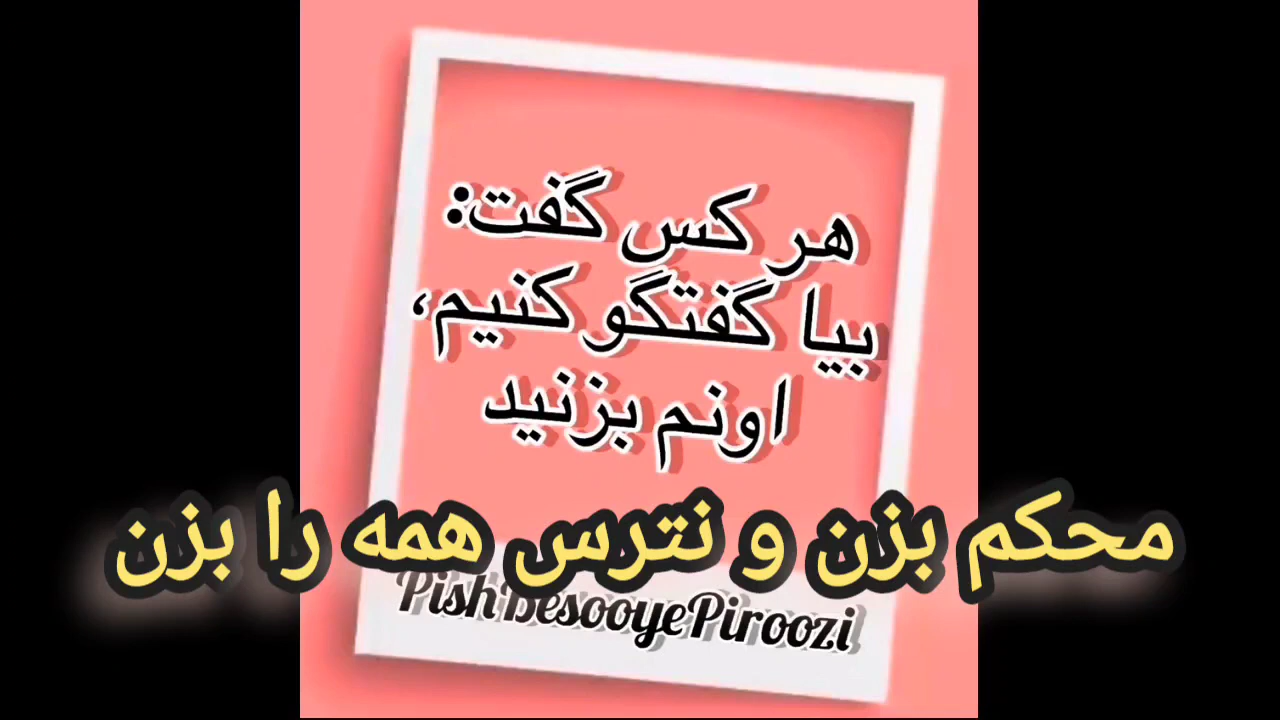 هر کس گفت:
بیا گفتگو کنیم،
اونم بزنید
محکم بزن و نترس همه را بزن
PishBesooyePiroozi